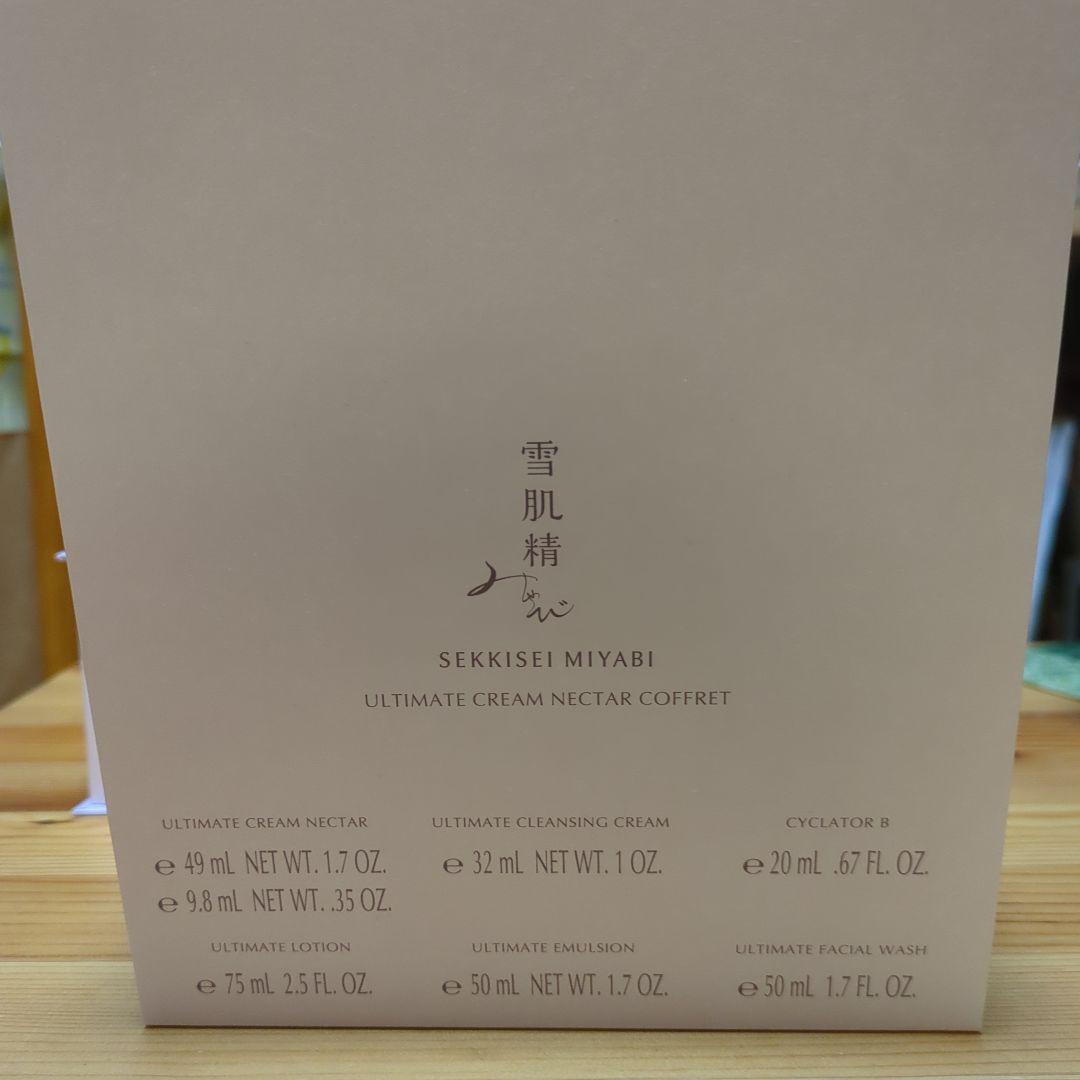 雪肌精
みやび
SEKKISEI MIYABI
ULTIMATE CREAM NECTAR COFFRET
ULTIMATE CREAM NECTAR
℮ 49 mL NET WT. 1.7 OZ.
℮ 9.8 mL NET WT. .35 OZ.
ULTIMATE CLEANSING CREAM
℮ 32 mL NET WT. 1 OZ.
CYCLATOR B
℮ 20 mL .67 FL. OZ.
ULTIMATE LOTION
℮ 75 mL 2.5 FL. OZ.
ULTIMATE EMULSION
℮ 50 mL NET WT. 1.7 OZ.
ULTIMATE FACIAL WASH
℮ 50 mL 1.7 FL. OZ.